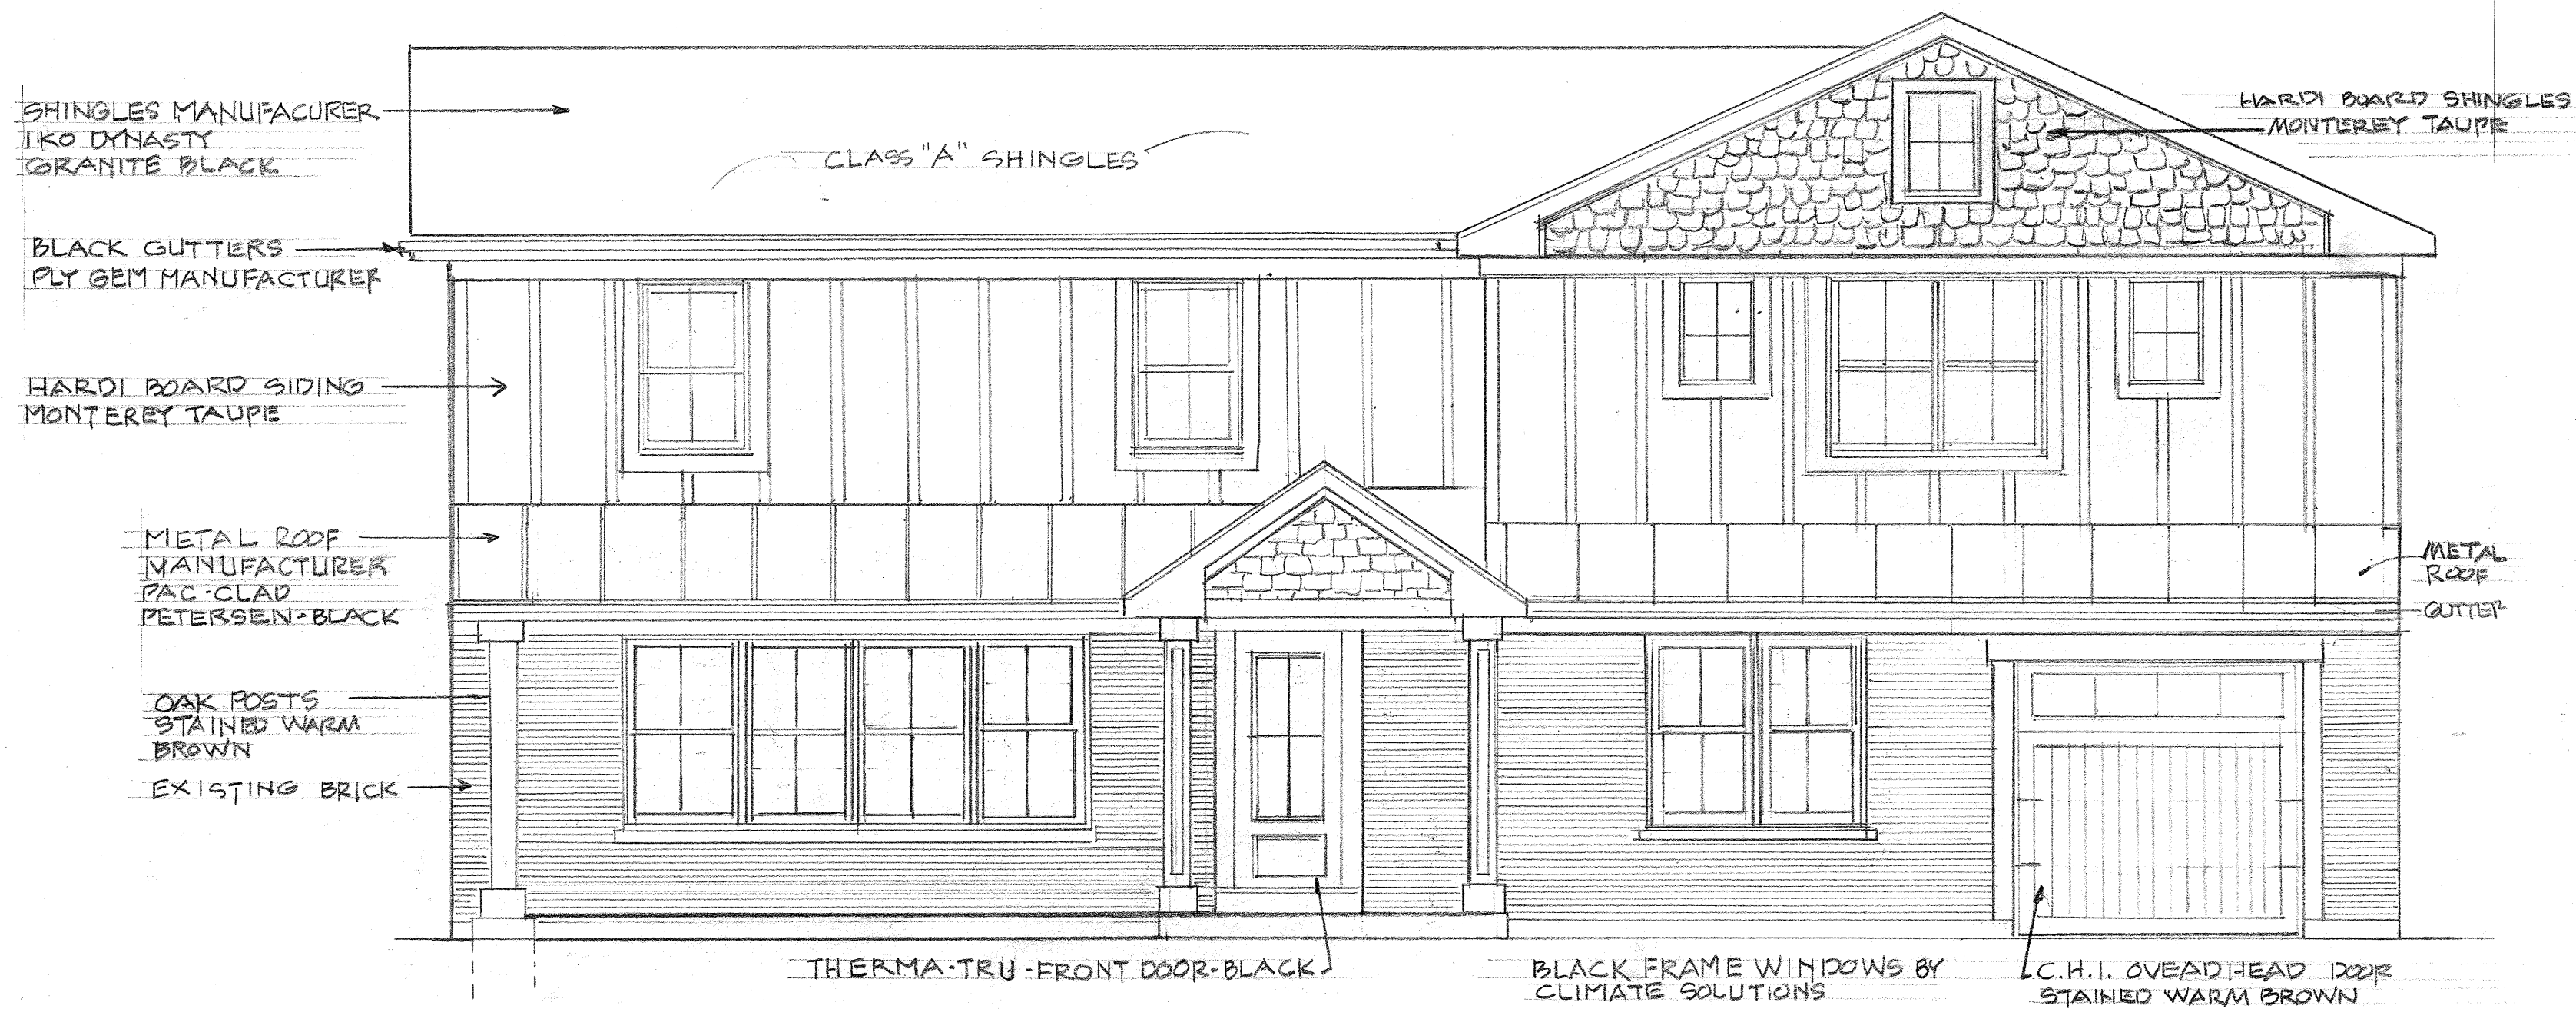 SHINGLES MANUFACURER
IKO DYNASTY
GRANITE BLACK
CLASS "A" SHINGLES
HARDI BOARD SHINGLES
MONTEREY TAUPE
BLACK GUTTERS
PLY GEM MANUFACTURER
HARDI BOARD SIDING
MONTEREY TAUPE
METAL ROOF
MANUFACTURER
PAC-CLAD
PETERSEN-BLACK
METAL
ROOF
GUTTER
OAK POSTS
STAINED WARM
BROWN
EXISTING BRICK
THERMA-TRU-FRONT DOOR-BLACK
BLACK FRAME WINDOWS BY
CLIMATE SOLUTIONS
C.H.I. OVEADHEAD DOOR
STAINED WARM BROWN